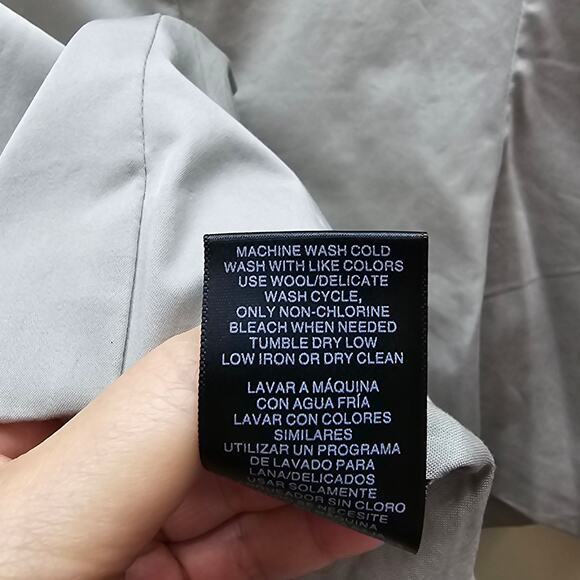 MACHINE WASH COLD
WASH WITH LIKE COLORS
USE WOOL/DELICATE
WASH CYCLE,
ONLY NON-CHLORINE
BLEACH WHEN NEEDED
TUMBLE DRY LOW
LOW IRON OR DRY CLEAN
LAVAR A MÁQUINA
CON AGUA FRÍA
LAVAR CON COLORES
SIMILARES
UTILIZAR UN PROGRAMA
DE LAVADO PARA
LANA/DELICADOS
USAR SOLAMENTE
SIN CLORO
NECESITE